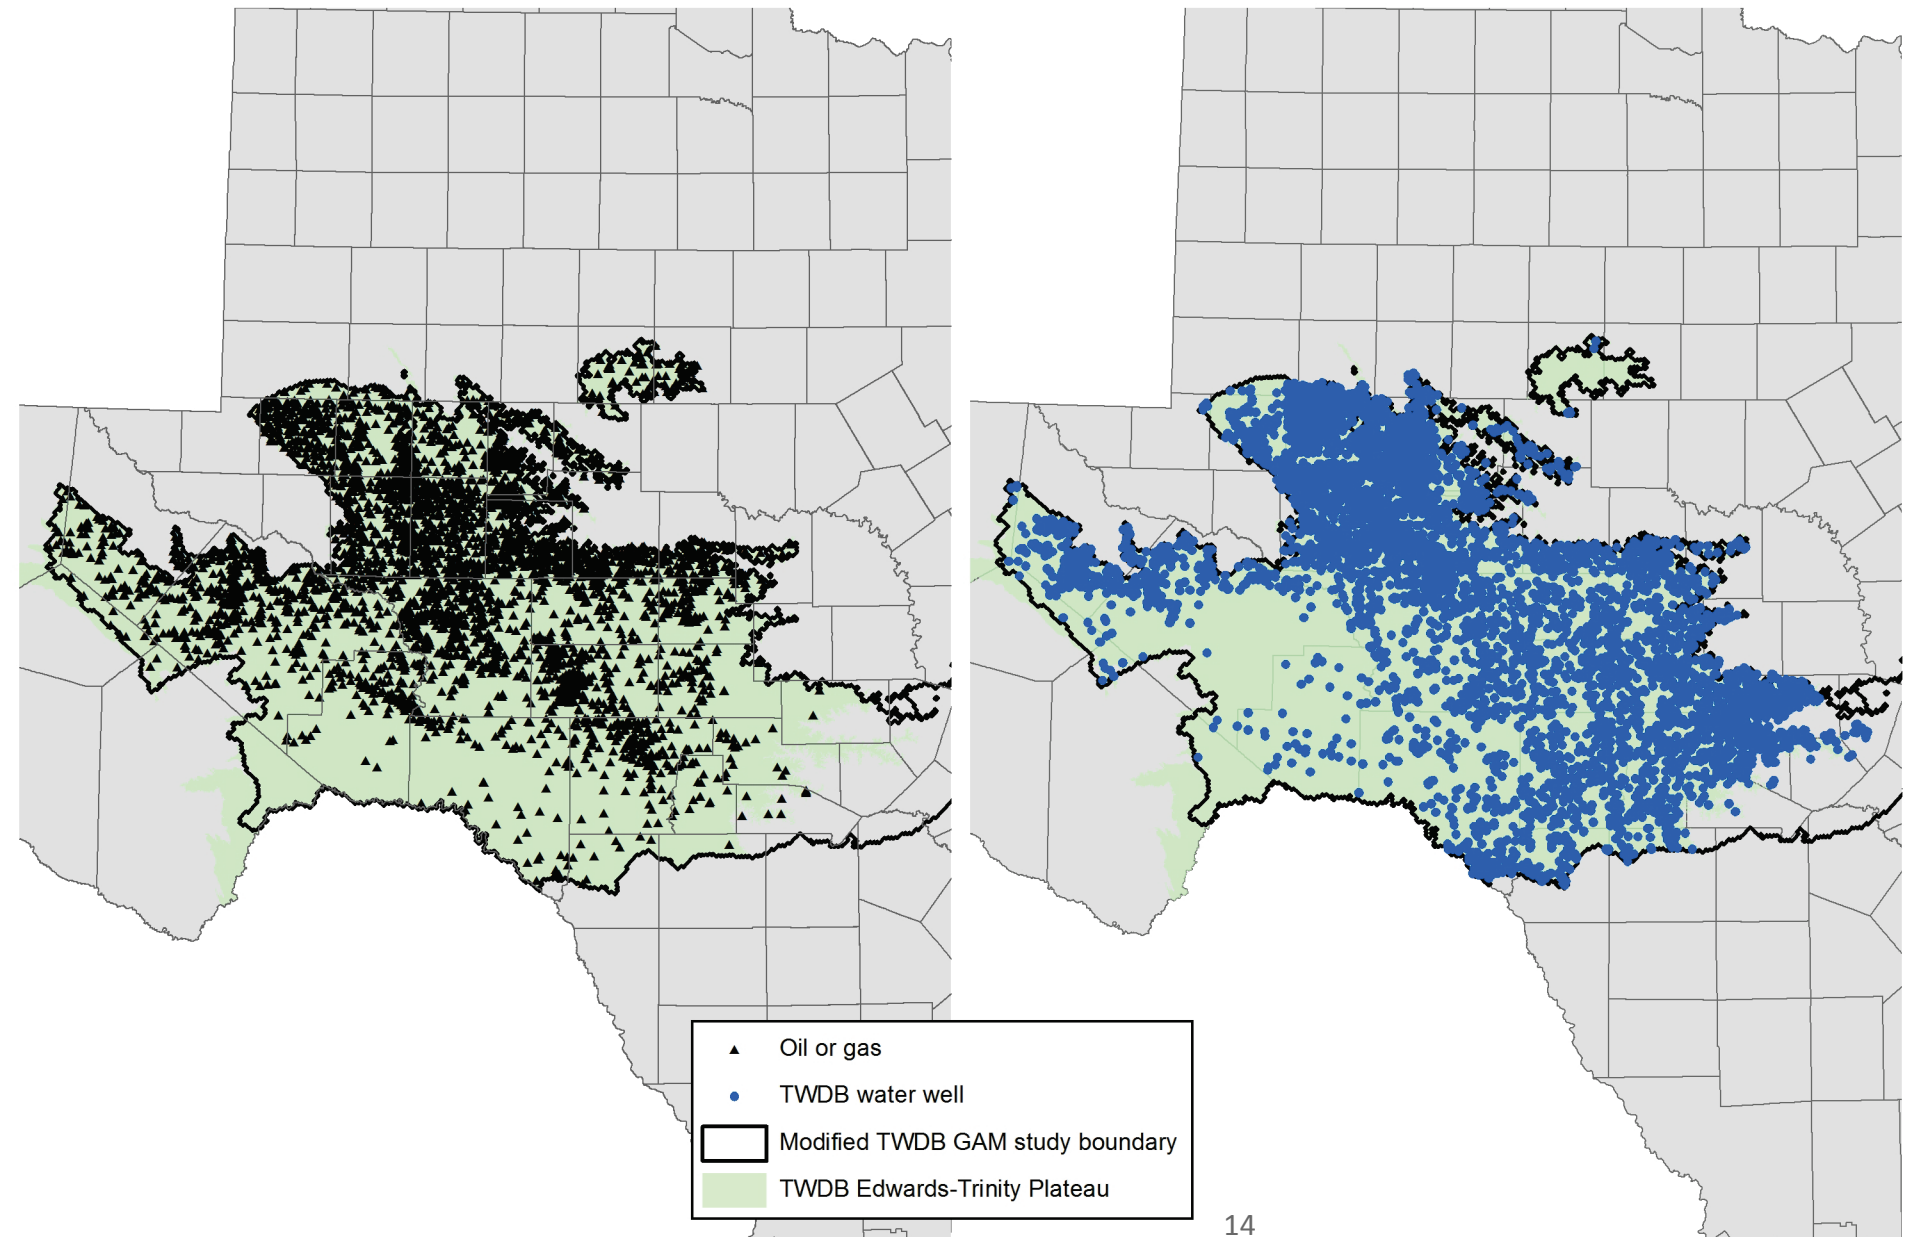 Oil or gas
TWDB water well
Modified TWDB GAM study boundary
TWDB Edwards-Trinity Plateau
14